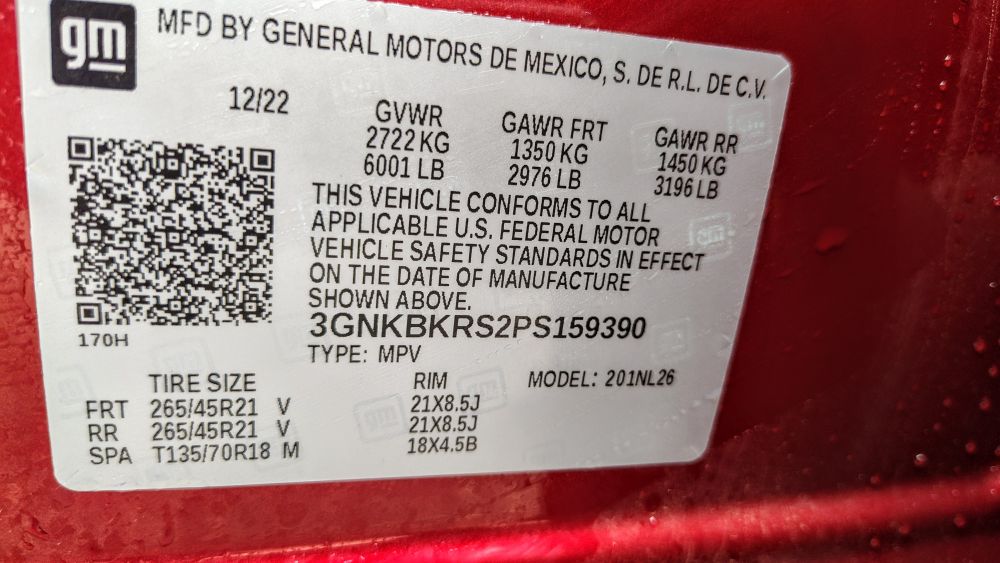 gm
MFD BY GENERAL MOTORS DE MEXICO, S. DE R.L. DE C.V.
12/22
GVWR GAWR FRT GAWR RR
2722 KG 1350 KG 1450 KG
6001 LB 2976 LB 3196 LB
THIS VEHICLE CONFORMS TO ALL
APPLICABLE U.S. FEDERAL MOTOR
VEHICLE SAFETY STANDARDS IN EFFECT
ON THE DATE OF MANUFACTURE
SHOWN ABOVE.
3GNKBKRS2PS159390
170H
TYPE: MPV
TIRE SIZE RIM MODEL: 201NL26
FRT 265/45R21 V 21X8.5J
RR 265/45R21 V 21X8.5J
SPA T135/70R18 M 18X4.5B